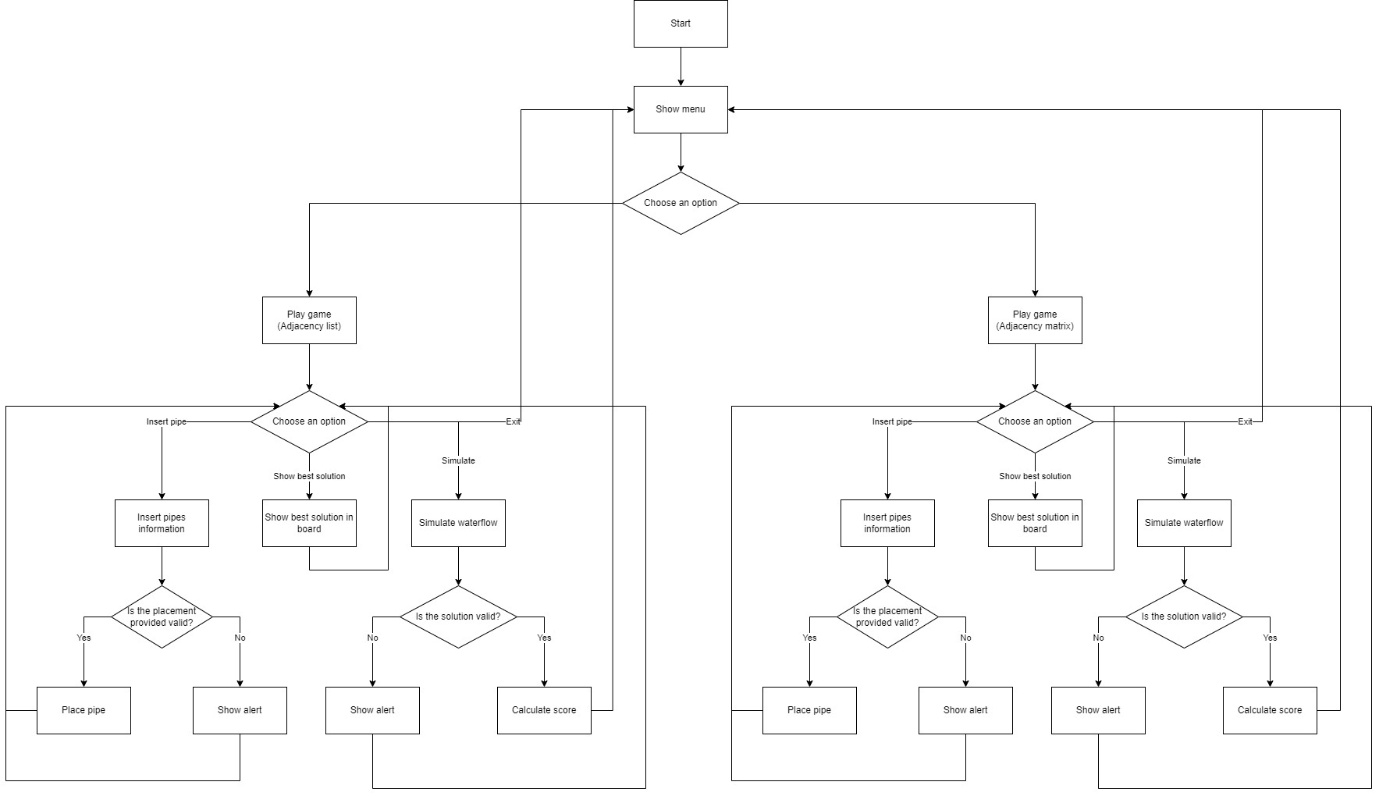 Start
Show menu
Choose an option
Play game
(Adjacency list)
Play game
(Adjacency matrix)
Choose an option
Insert pipe
Exit
Show best solution
Simulate
Insert pipes
information
Show best solution in
board
Simulate waterflow
Is the placement
provided valid?
Is the solution valid?
Yes
No
No
Yes
Place pipe
Show alert
Show alert
Calculate score
Choose an option
Insert pipe
Exit
Show best solution
Simulate
Insert pipes
information
Show best solution in
board
Simulate waterflow
Is the placement
provided valid?
Is the solution valid?
Yes
No
No
Yes
Place pipe
Show alert
Show alert
Calculate score